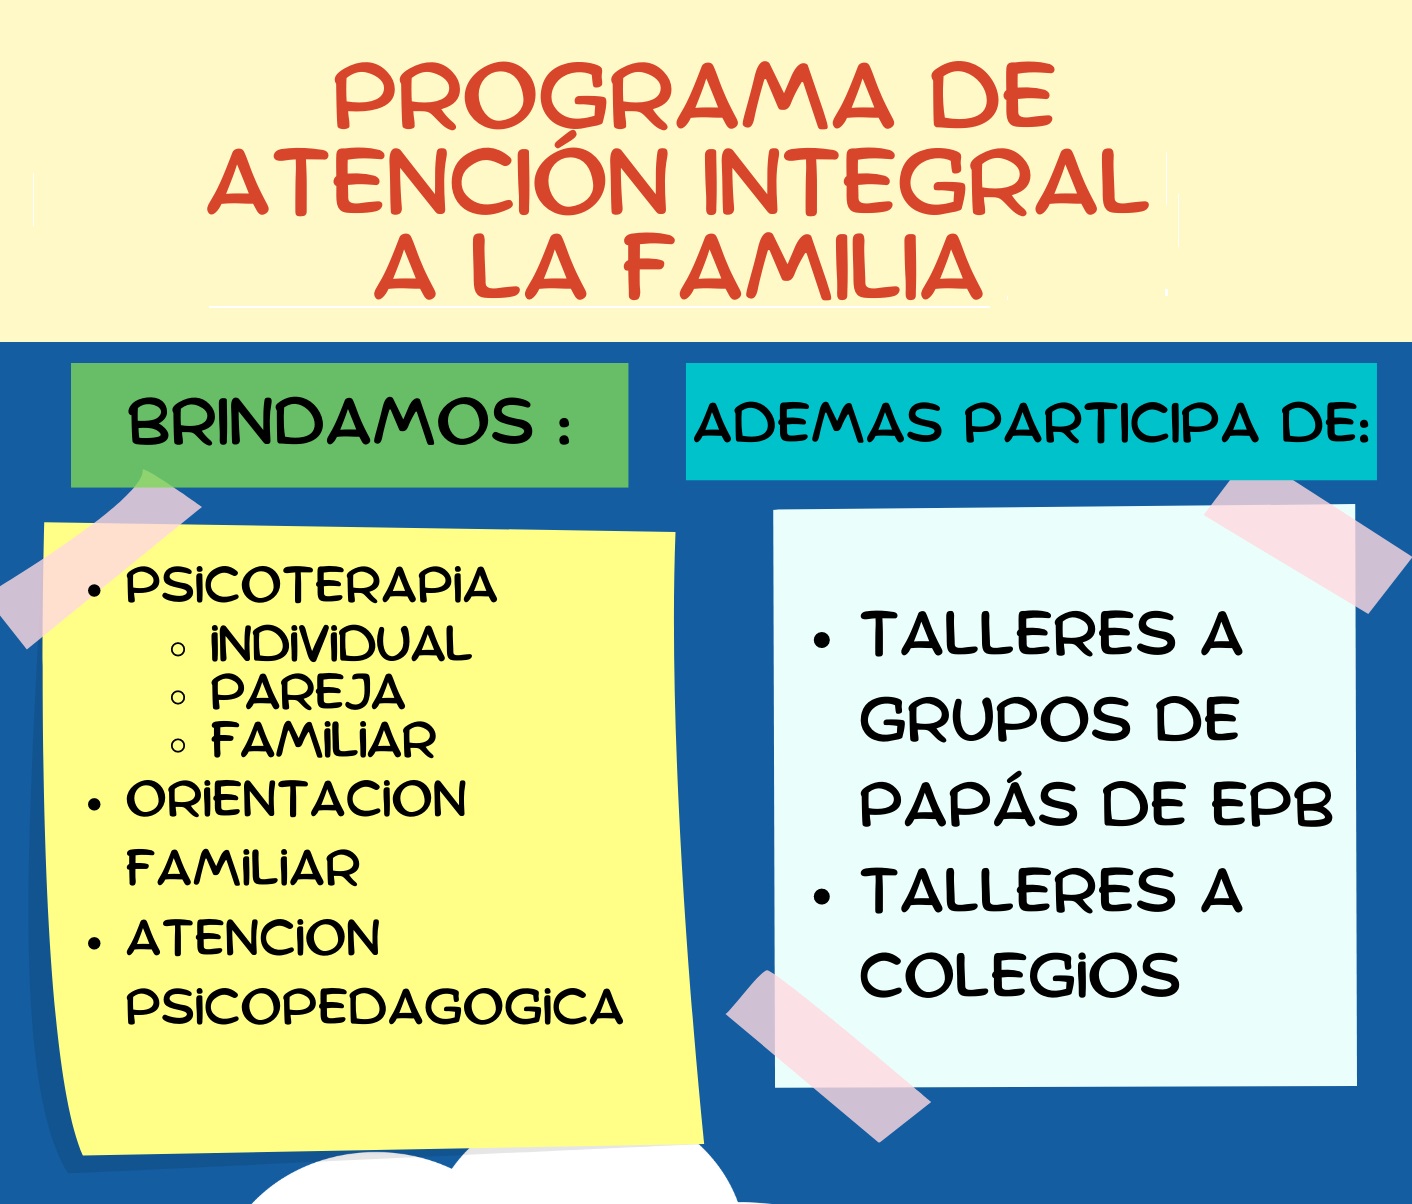 PROGRAMA DE
ATENCIÓN INTEGRAL
A LA FAMILIA
BRINDAMOS :
• PSICOTERAPIA
◦ INDIVIDUAL
◦ PAREJA
◦ FAMILIAR
• ORIENTACION
FAMILIAR
• ATENCION
PSICOPEDAGOGICA
ADEMAS PARTICIPA DE:
• TALLERES A
GRUPOS DE
PAPÁS DE EPB
• TALLERES A
COLEGIOS